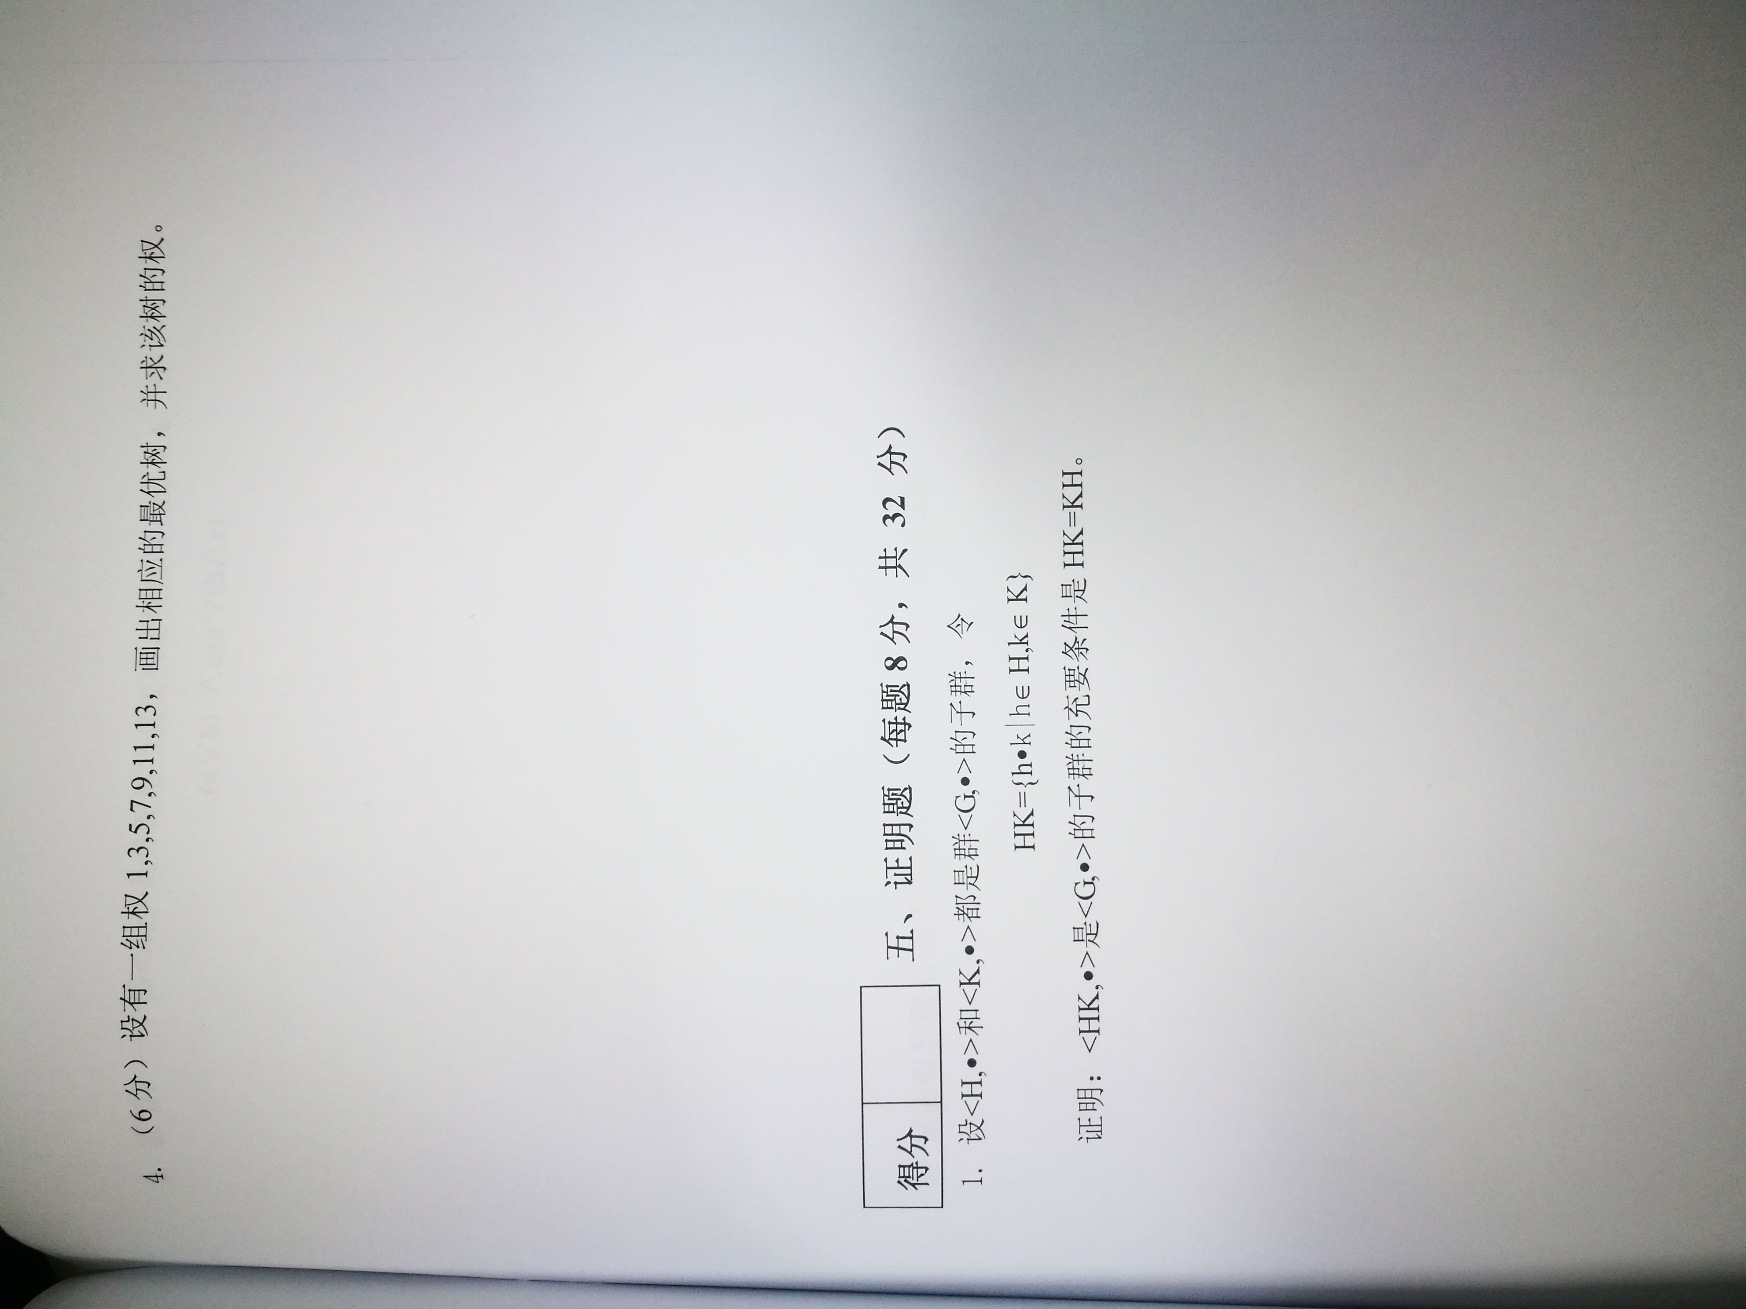 4. （6分）设有一组权 1,3,5,7,9,11,13，画出相应的最优树，并求该树的权。
得分
五、证明题（每题 8 分，共 32 分）
1. 设<H,•>和<K,•>都是群<G,•>的子群，令
HK={h•k|h∈H,k∈K}
证明：<HK,•>是<G,•>的子群的充要条件是 HK=KH。